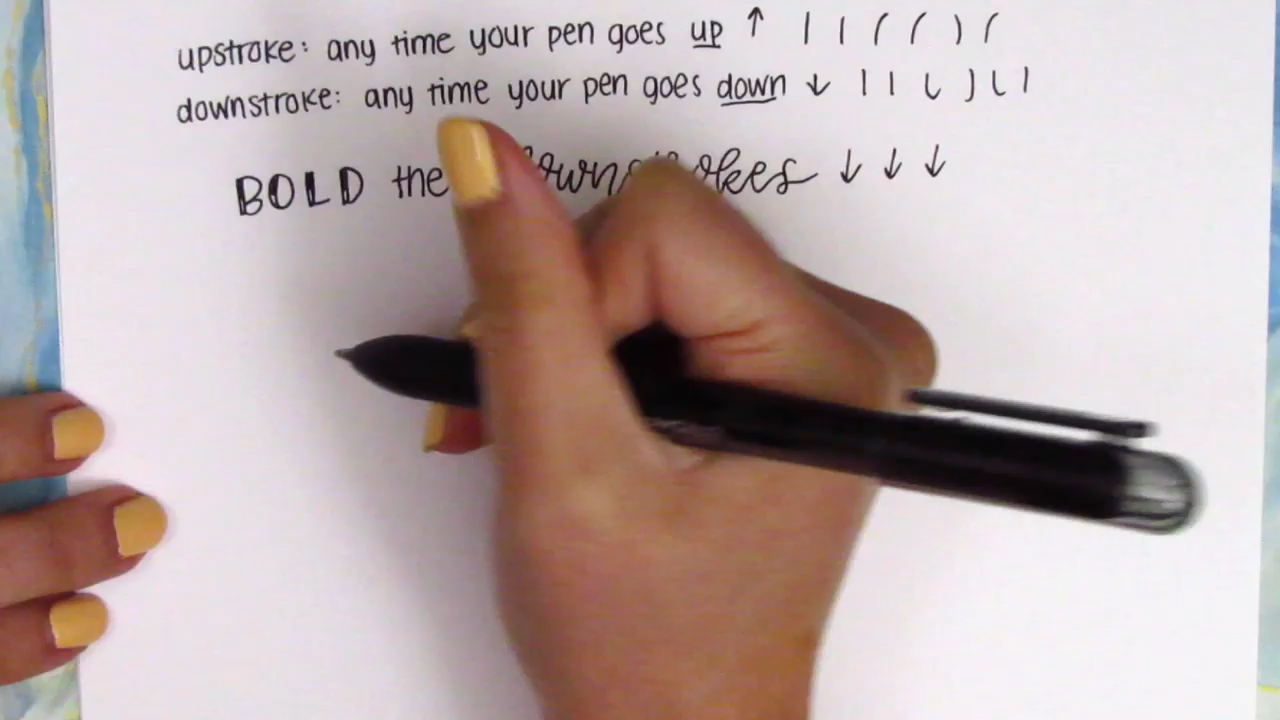 upstroke: any time your pen goes up ↑ | | ( ( ) (
downstroke: any time your pen goes down ↓ | | ( ) ( |
BOLD the ↓ ↓ ↓